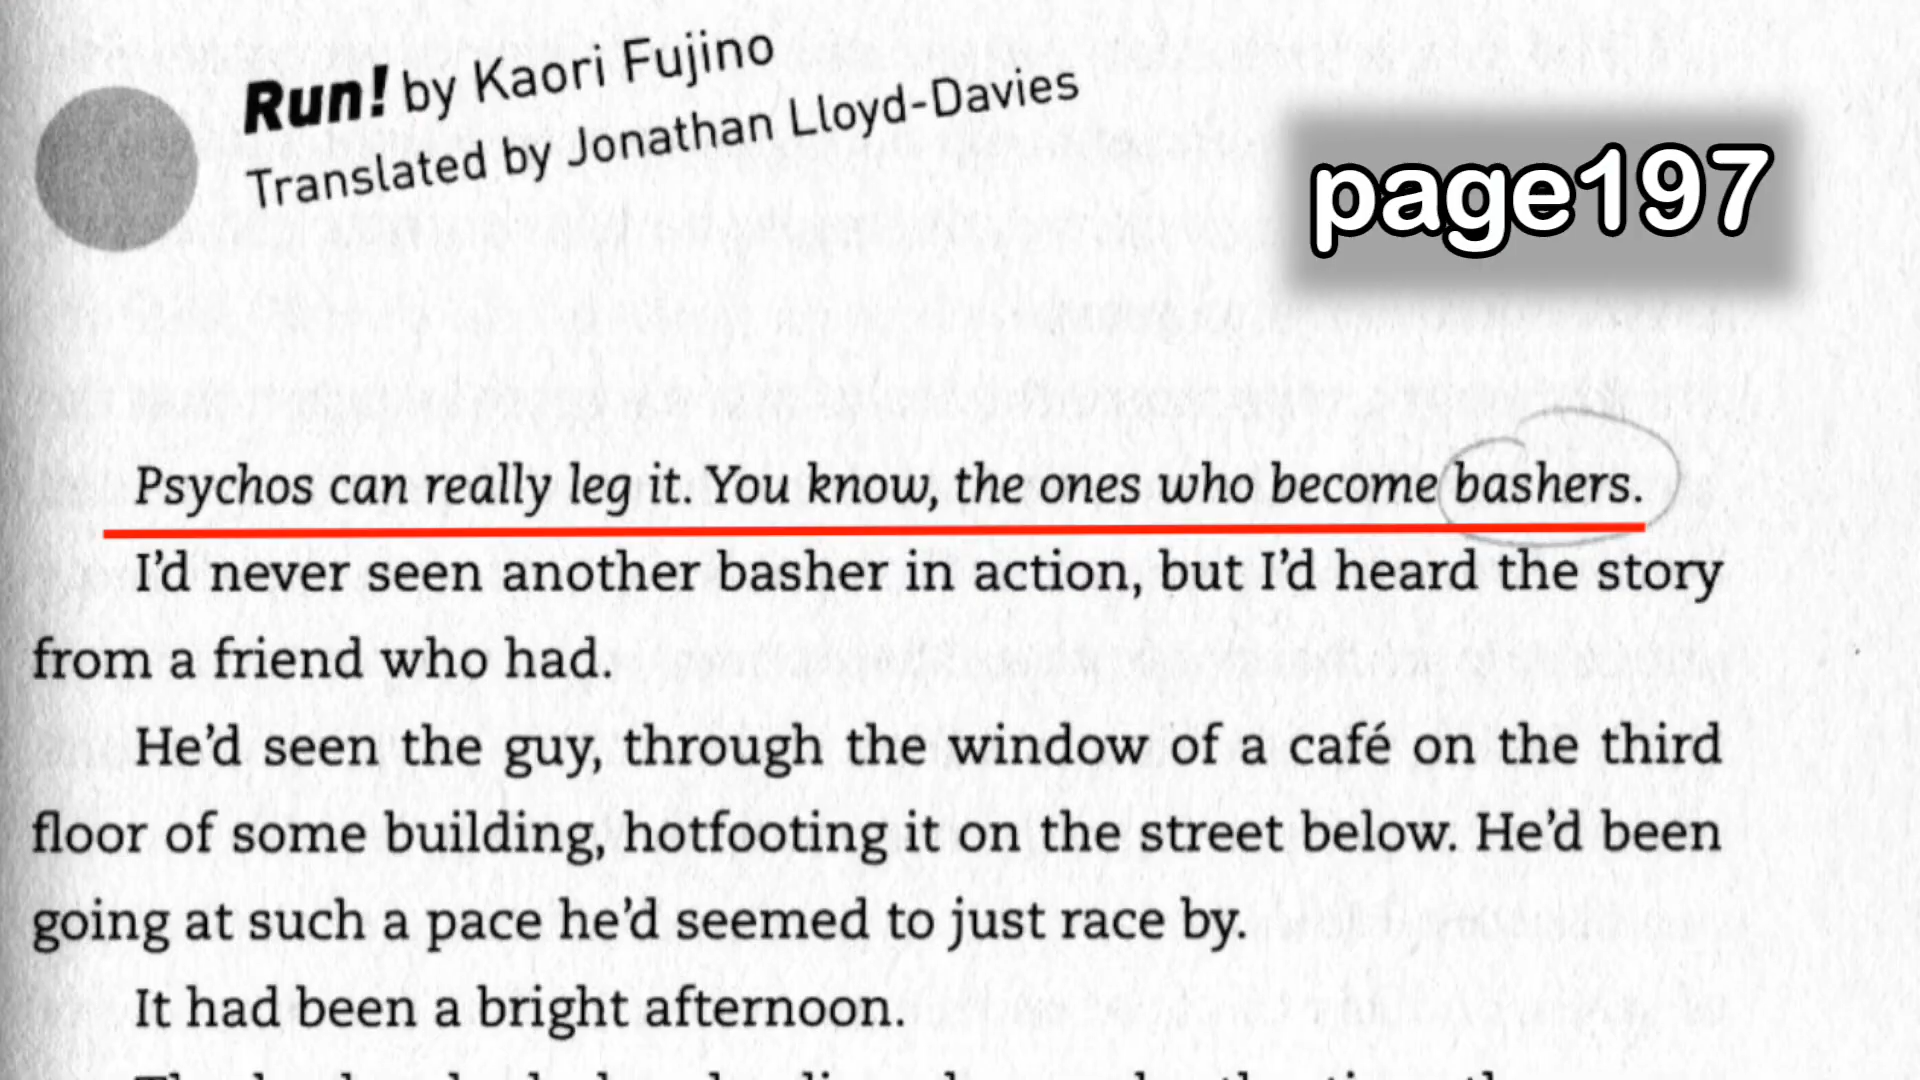 Run! by Kaori Fujino
Translated by Jonathan Lloyd-Davies
page197
Psychos can really leg it. You know, the ones who become bashers.
I’d never seen another basher in action, but I’d heard the story
from a friend who had.
He’d seen the guy, through the window of a café on the third
floor of some building, hotfooting it on the street below. He’d been
going at such a pace he’d seemed to just race by.
It had been a bright afternoon.